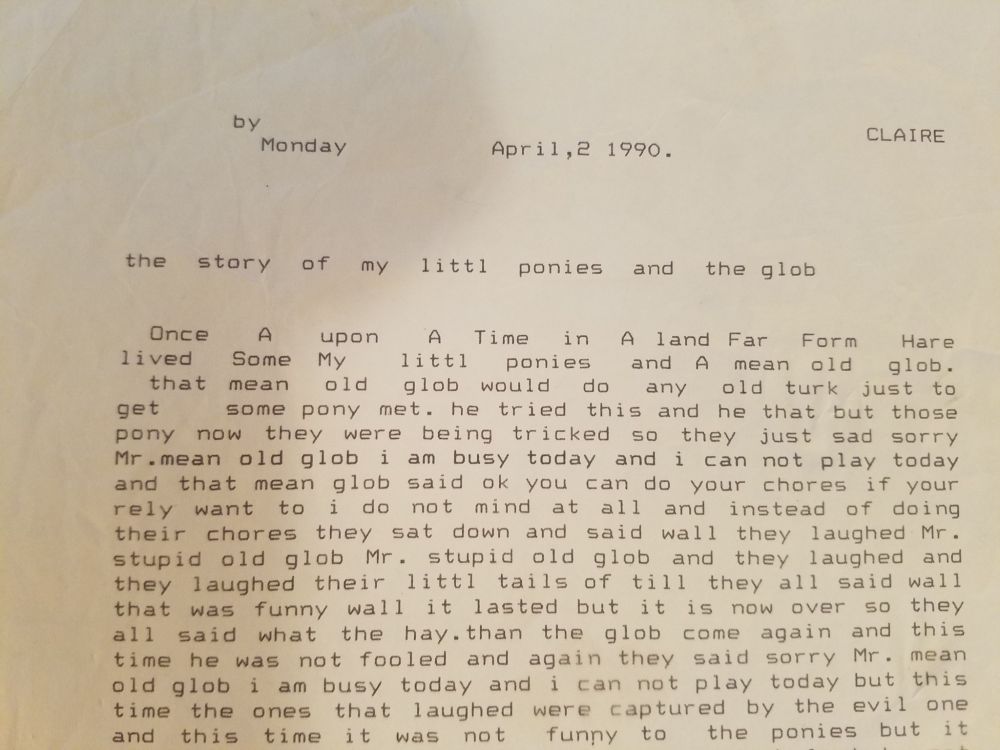 by
CLAIRE
Monday April,2 1990.
the story of my littl ponies and the glob
Once A upon A Time in A land Far Form Hare
lived Some My littl ponies and A mean old glob.
that mean old glob would do any old turk just to
get some pony met. he tried this and he that but those
pony now they were being tricked so they just sad sorry
Mr.mean old glob i am busy today and i can not play today
and that mean glob said ok you can do your chores if your
rely want to i do not mind at all and instead of doing
their chores they sat down and said wall they laughed Mr.
stupid old glob Mr. stupid old glob and they laughed and
they laughed their littl tails of till they all said wall
that was funny wall it lasted but it is now over so they
all said what the hay.than the glob come again and this
time he was not fooled and again they said sorry Mr. mean
old glob i am busy today and i can not play today but this
time the ones that laughed were captured by the evil one
and this time it was not funny to the ponies but it